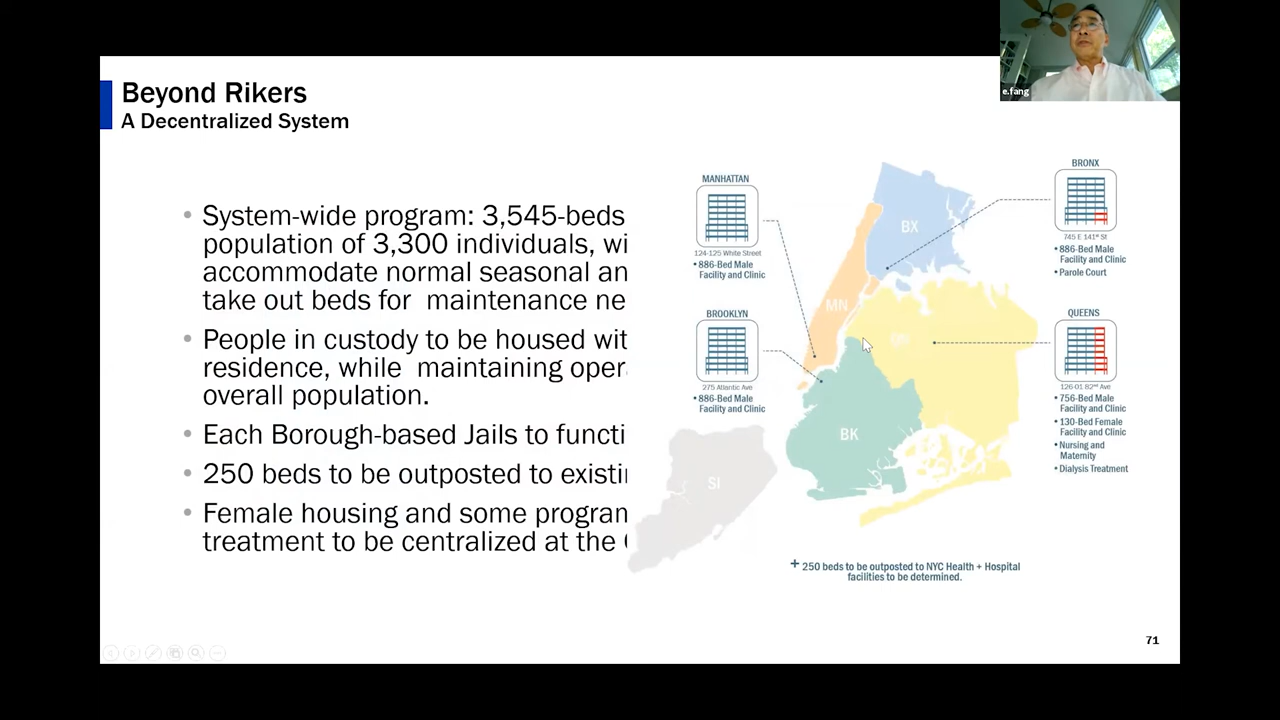 e.fang
Beyond Rikers
A Decentralized System
• System-wide program: 3,545-beds
population of 3,300 individuals, wi
accommodate normal seasonal an
take out beds for maintenance ne
• People in custody to be housed wit
residence, while maintaining oper
overall population.
• Each Borough-based Jails to functi
• 250 beds to be outposted to existi
• Female housing and some program
treatment to be centralized at the
MANHATTAN
124-125 White Street
• 886-Bed Male
Facility and Clinic
BROOKLYN
275 Atlantic Ave
• 886-Bed Male
Facility and Clinic
BX
MN
QN
BK
SI
BRONX
745 E 141st St
• 886-Bed Male
Facility and Clinic
• Parole Court
QUEENS
126-01 82nd Ave
• 756-Bed Male
Facility and Clinic
• 130-Bed Female
Facility and Clinic
• Nursing and
Maternity
• Dialysis Treatment
+ 250 beds to be outposted to NYC Health + Hospital
facilities to be determined.
71